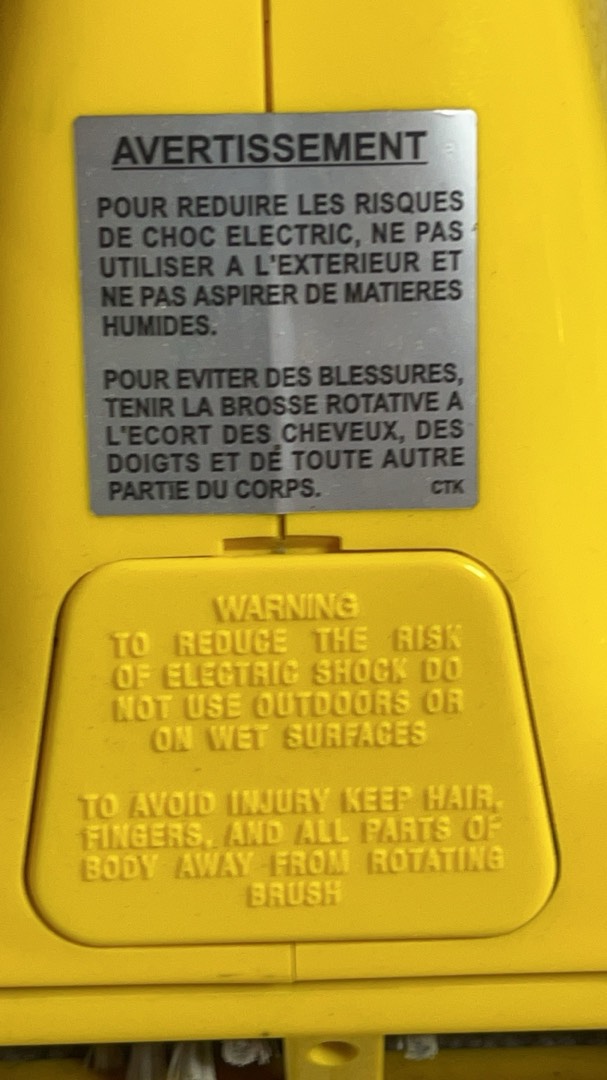 AVERTISSEMENT
POUR REDUIRE LES RISQUES
DE CHOC ELECTRIC, NE PAS
UTILISER A L'EXTERIEUR ET
NE PAS ASPIRER DE MATIERES
HUMIDES.
POUR EVITER DES BLESSURES,
TENIR LA BROSSE ROTATIVE A
L'ECORT DES CHEVEUX, DES
DOIGTS ET DE TOUTE AUTRE
PARTIE DU CORPS. CTK
WARNING
TO REDUCE THE RISK
OF ELECTRIC SHOCK DO
NOT USE OUTDOORS OR
ON WET SURFACES
TO AVOID INJURY KEEP HAIR,
FINGERS, AND ALL PARTS OF
BODY AWAY FROM ROTATING
BRUSH